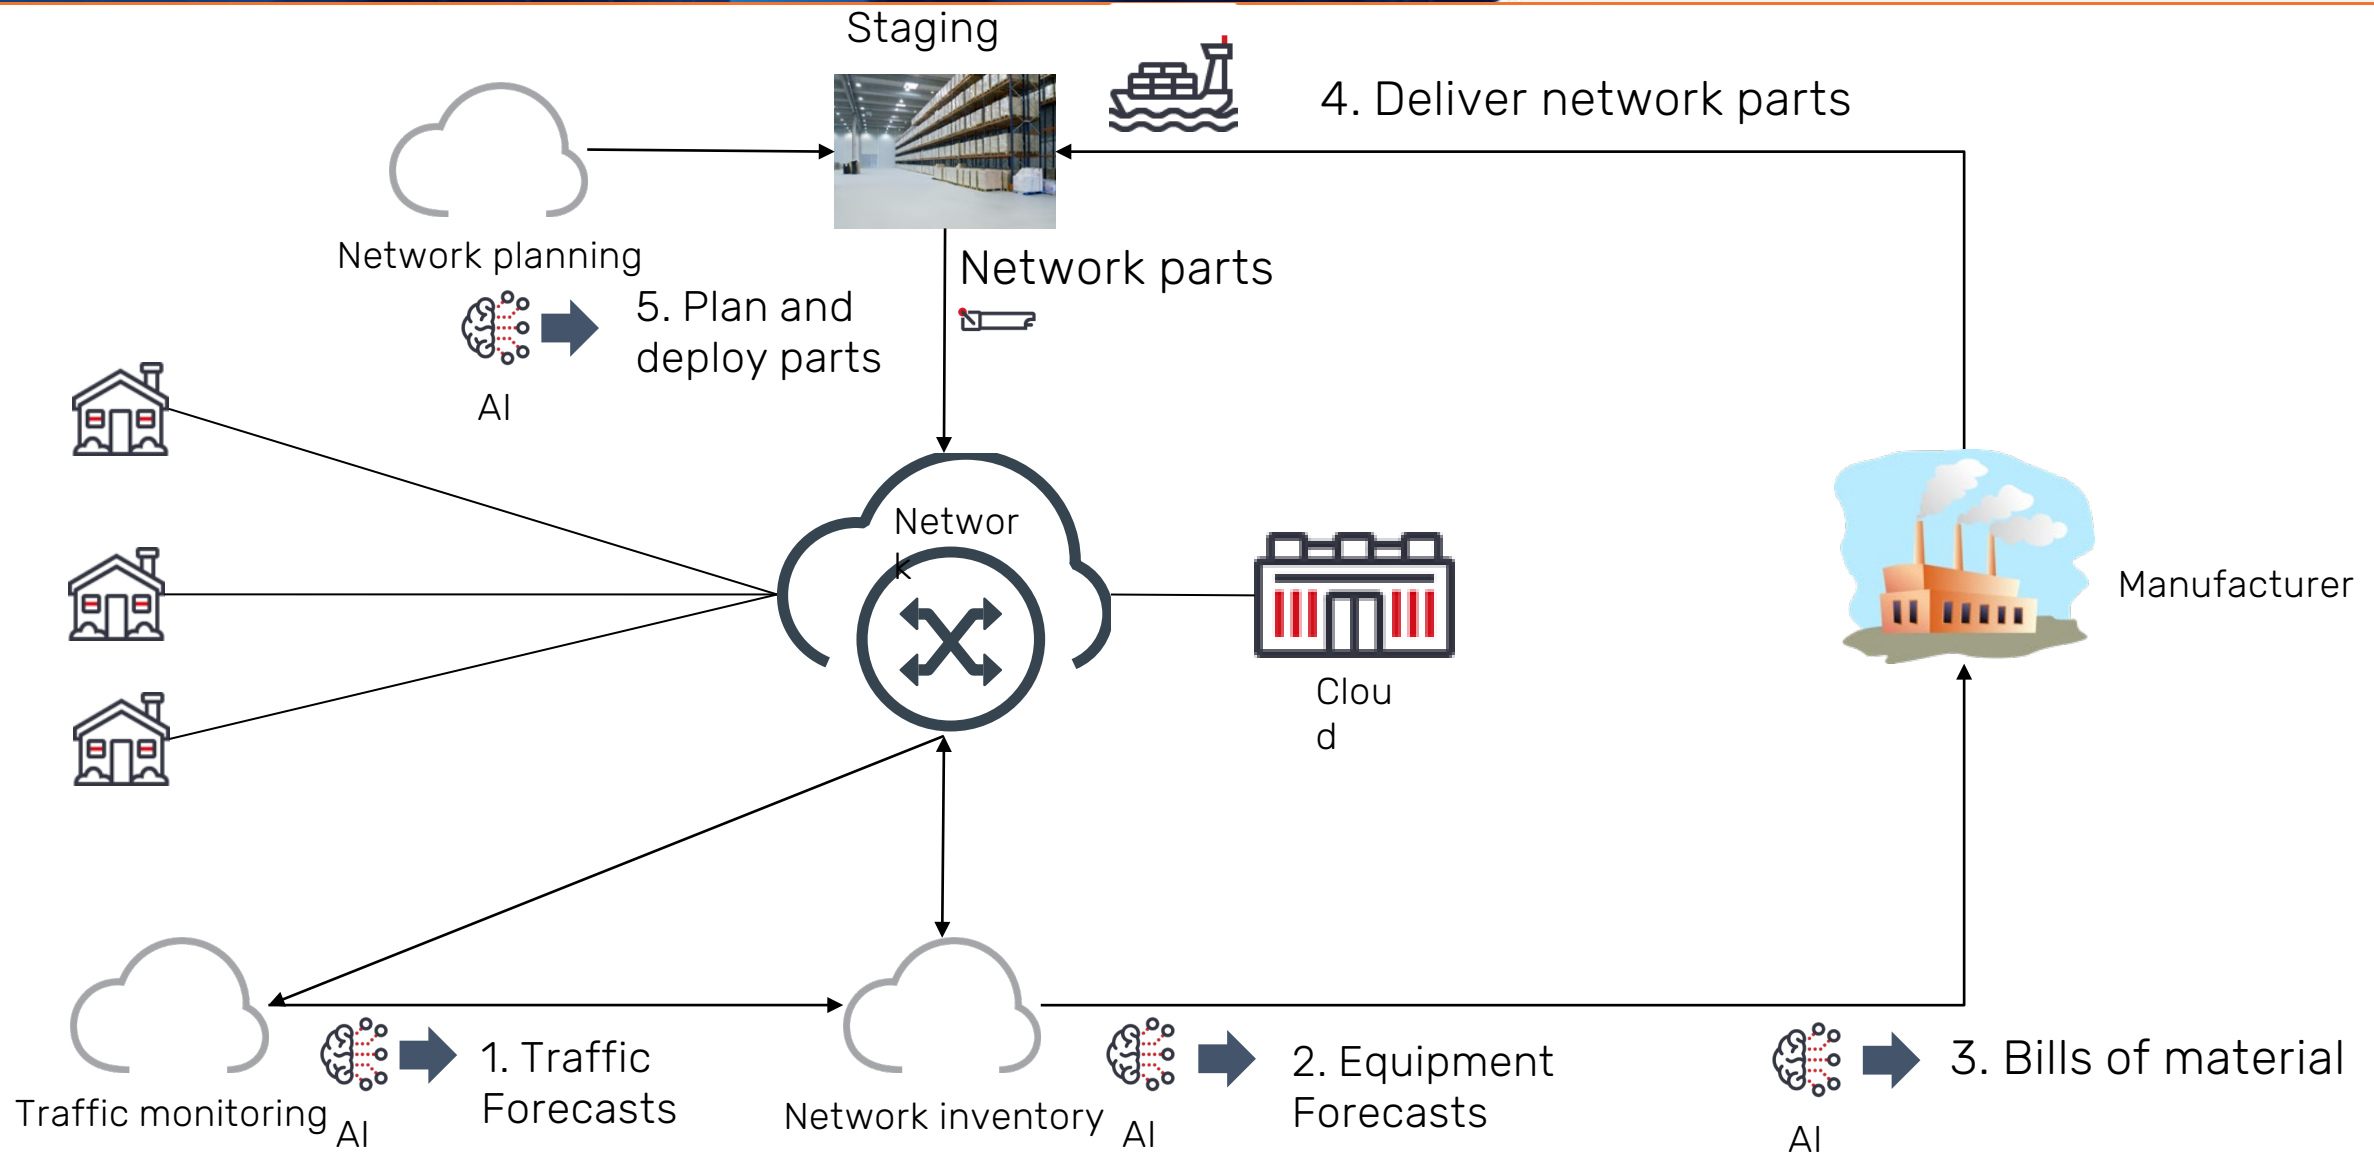 Staging
4. Deliver network parts
Network planning
Network parts
5. Plan and
deploy parts
AI
Networ
k
Manufacturer
Clou
d
1. Traffic
Forecasts
2. Equipment
Forecasts
3. Bills of material
Traffic monitoring
AI
Network inventory
AI
AI